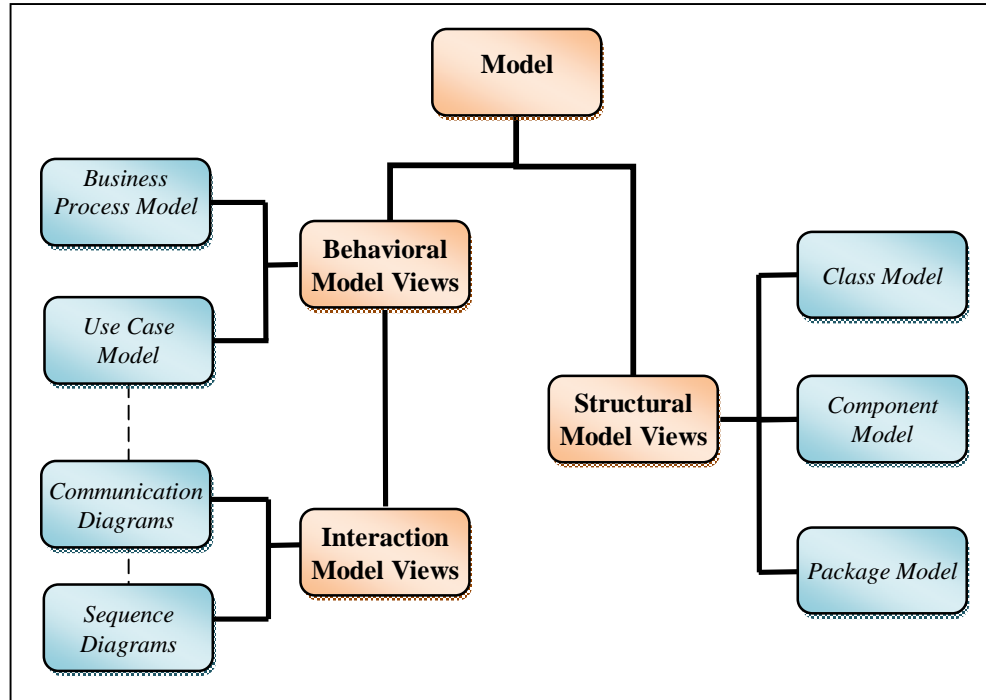 Model
Business
Process Model
Behavioral
Model Views
Use Case
Model
Class Model
Structural
Model Views
Component
Model
Communication
Diagrams
Interaction
Model Views
Package Model
Sequence
Diagrams